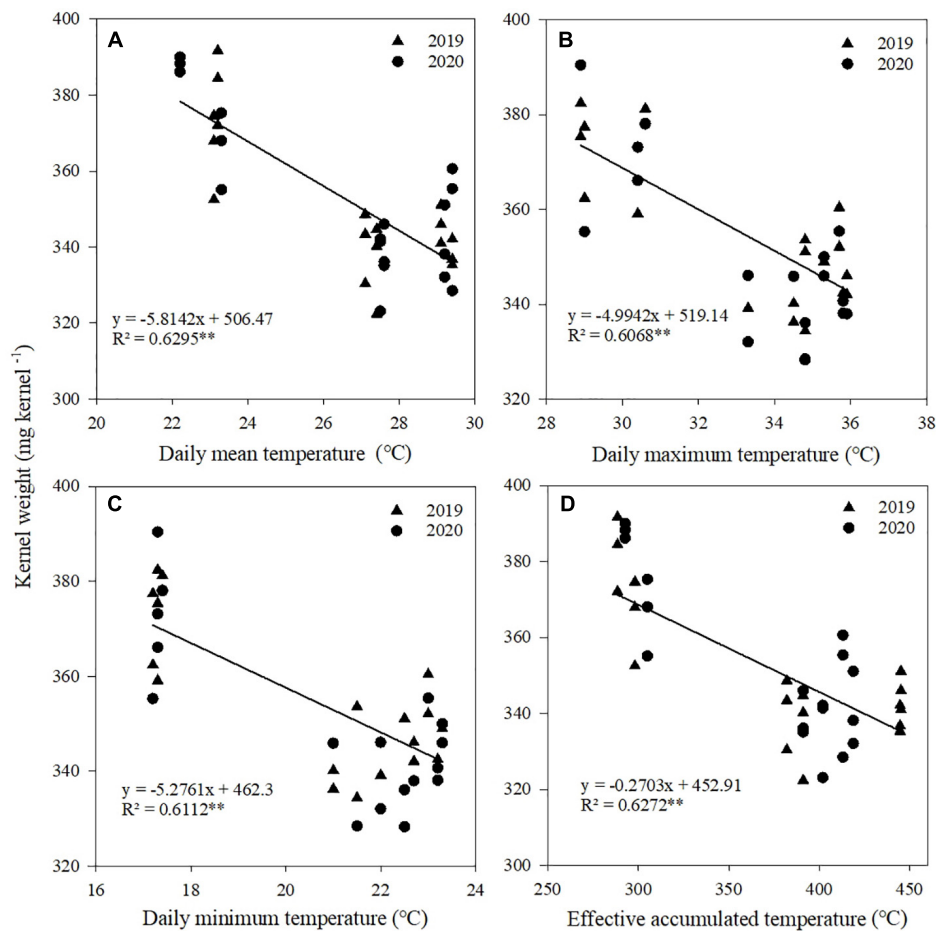 Kernel weight (mg kernel -1)
A
2019
2020
400
380
360
340
320
300
y = -5.8142x + 506.47
R² = 0.6295**
20 22 24 26 28 30
Daily mean temperature (°C)
B
2019
2020
400
380
360
340
320
y = -4.9942x + 519.14
R² = 0.6068**
28 30 32 34 36 38
Daily maximum temperature (°C)
C
2019
2020
400
380
360
340
320
y = -5.2761x + 462.3
R² = 0.6112**
16 18 20 22 24
Daily minimum temperature (°C)
D
2019
2020
400
380
360
340
320
300
y = -0.2703x + 452.91
R² = 0.6272**
250 300 350 400 450
Effective accumulated temperature (°C)